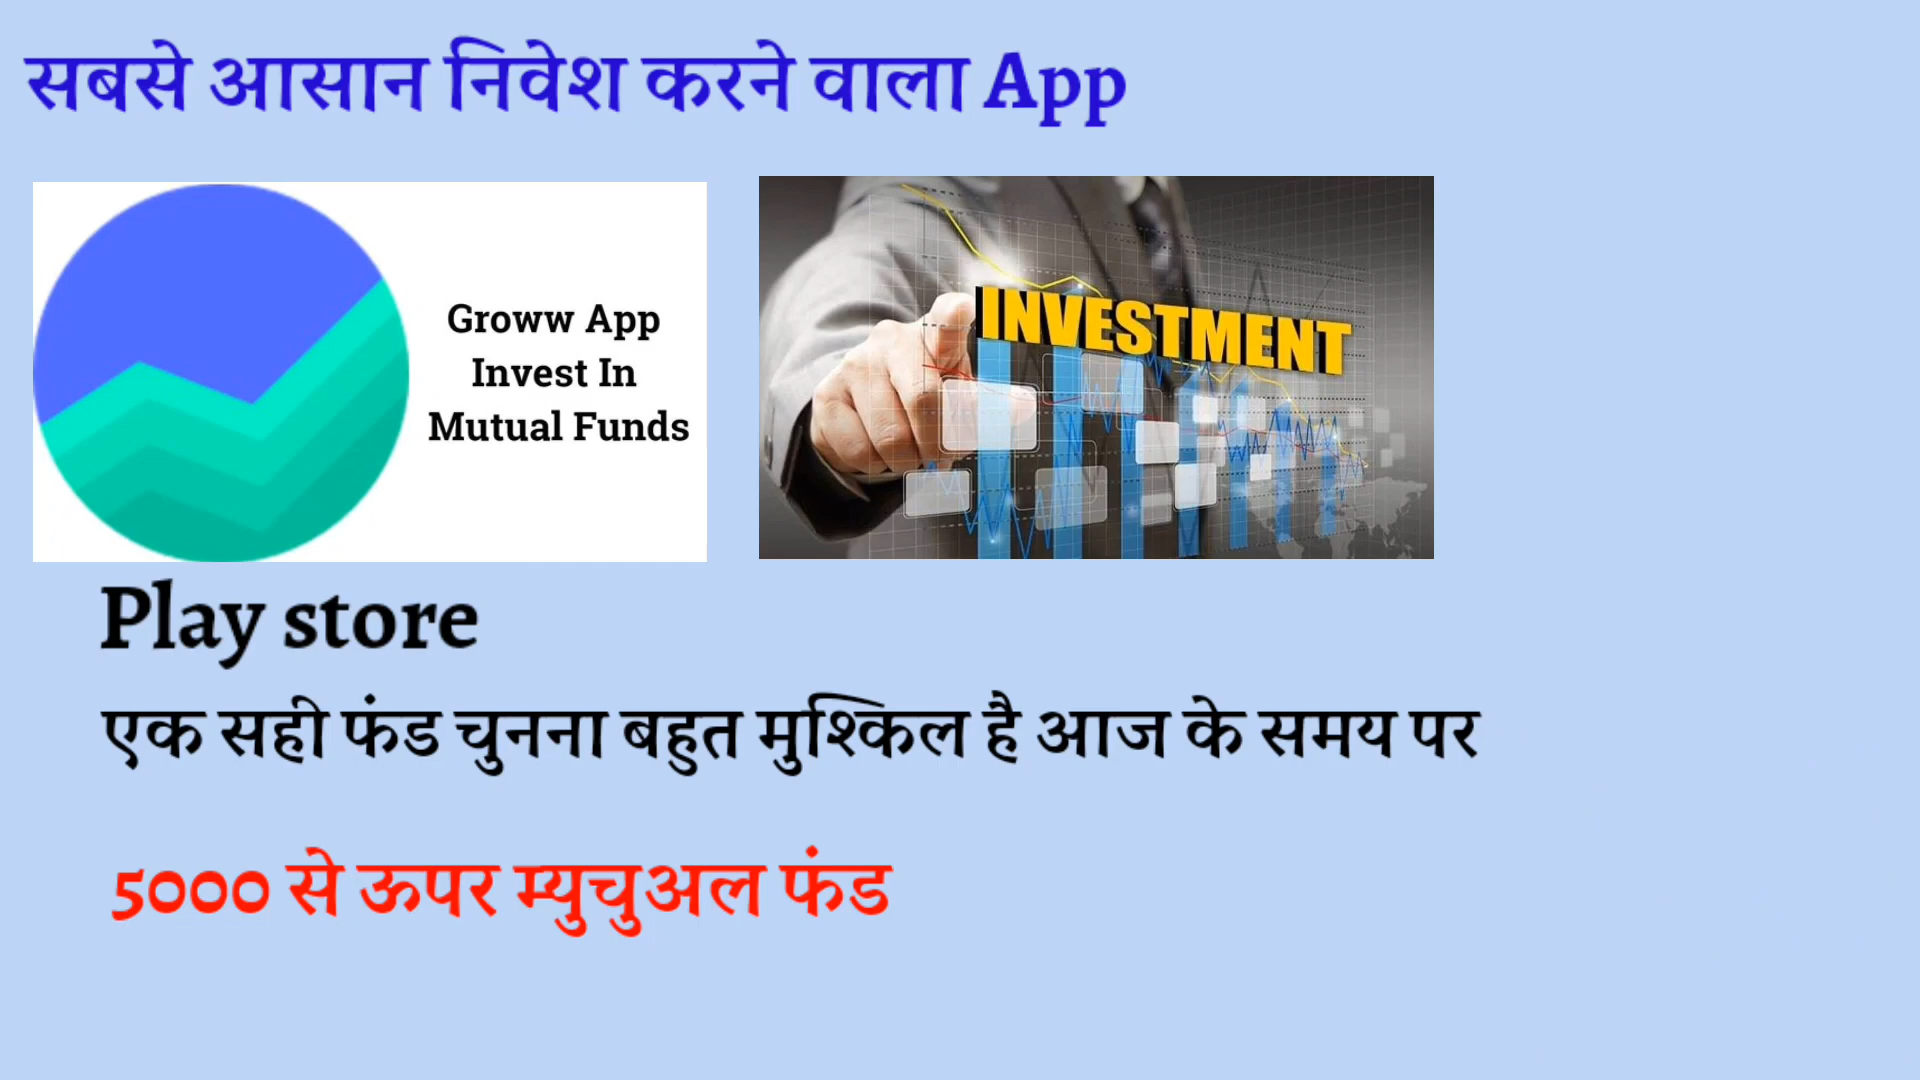 सबसे आसान निवेश करने वाला App
Groww App
Invest In
Mutual Funds
INVESTMENT
Play store
एक सही फंड चुनना बहुत मुश्किल है आज के समय पर
5000 से ऊपर म्युचुअल फंड